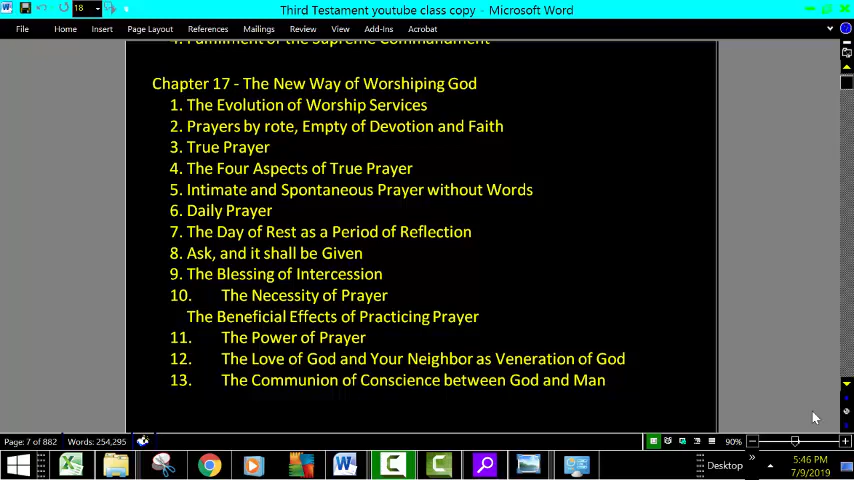 18
Third Testament youtube class copy - Microsoft Word
File Home Insert Page Layout References Mailings Review View Add-Ins Acrobat
4. Fulfillment of the Supreme Commandment
Chapter 17 - The New Way of Worshiping God
1. The Evolution of Worship Services
2. Prayers by rote, Empty of Devotion and Faith
3. True Prayer
4. The Four Aspects of True Prayer
5. Intimate and Spontaneous Prayer without Words
6. Daily Prayer
7. The Day of Rest as a Period of Reflection
8. Ask, and it shall be Given
9. The Blessing of Intercession
10. The Necessity of Prayer
The Beneficial Effects of Practicing Prayer
11. The Power of Prayer
12. The Love of God and Your Neighbor as Veneration of God
13. The Communion of Conscience between God and Man
Page: 7 of 882 Words: 254,295 90%
Desktop
5:46 PM
7/9/2019